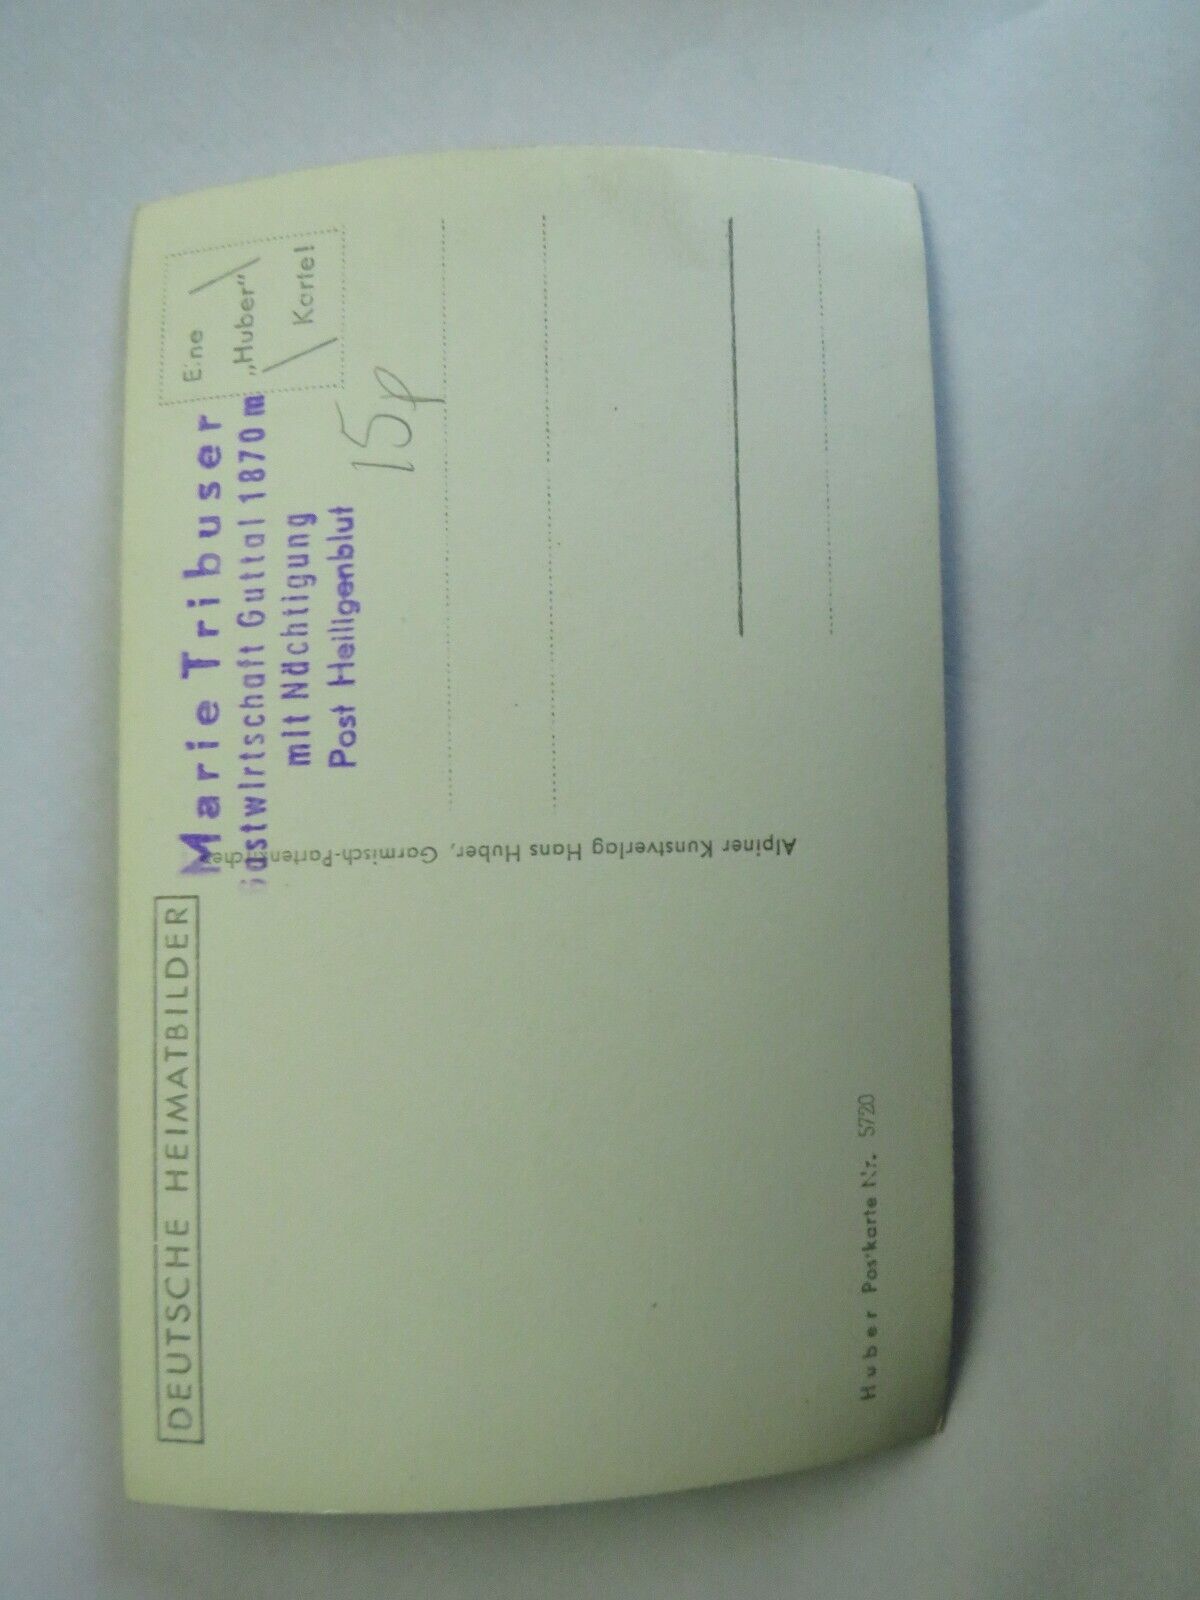 DEUTSCHE HEIMATBILDER
Marie Tribuser
Gastwirtschaft Guttal 1870 m
mit Nächtigung
Post Heiligenblut
Eine
„Huber“
Karte!
15p
Alpiner Kunstverlag Hans Huber, Garmisch-Partenkirchen
Huber Postkarte Nr. 5720